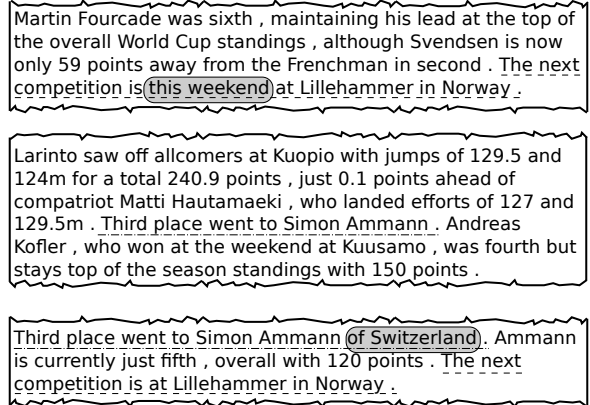 Martin Fourcade was sixth , maintaining his lead at the top of
the overall World Cup standings , although Svendsen is now
only 59 points away from the Frenchman in second . The next
competition is this weekend at Lillehammer in Norway .
Larinto saw off allcomers at Kuopio with jumps of 129.5 and
124m for a total 240.9 points , just 0.1 points ahead of
compatriot Matti Hautamaeki , who landed efforts of 127 and
129.5m . Third place went to Simon Ammann . Andreas
Kofler , who won at the weekend at Kuusamo , was fourth but
stays top of the season standings with 150 points .
Third place went to Simon Ammann of Switzerland . Ammann
is currently just fifth , overall with 120 points . The next
competition is at Lillehammer in Norway .